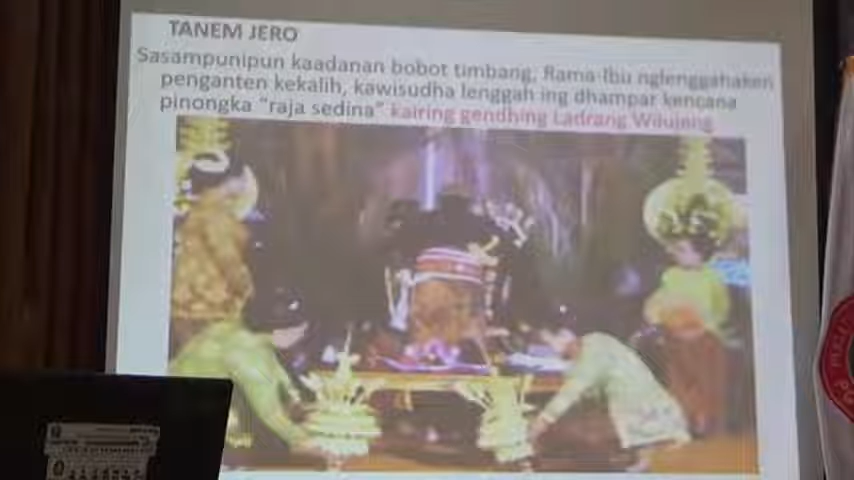 TANEM JERO
Sasampunipun kaadanan bobot timbang, Rama-Ibu nglenggahaken
penganten kekalih, kawisudha lenggah ing dhampar kencana
pinongka "raja sedina" kairing gendhing Ladrang Wilujeng